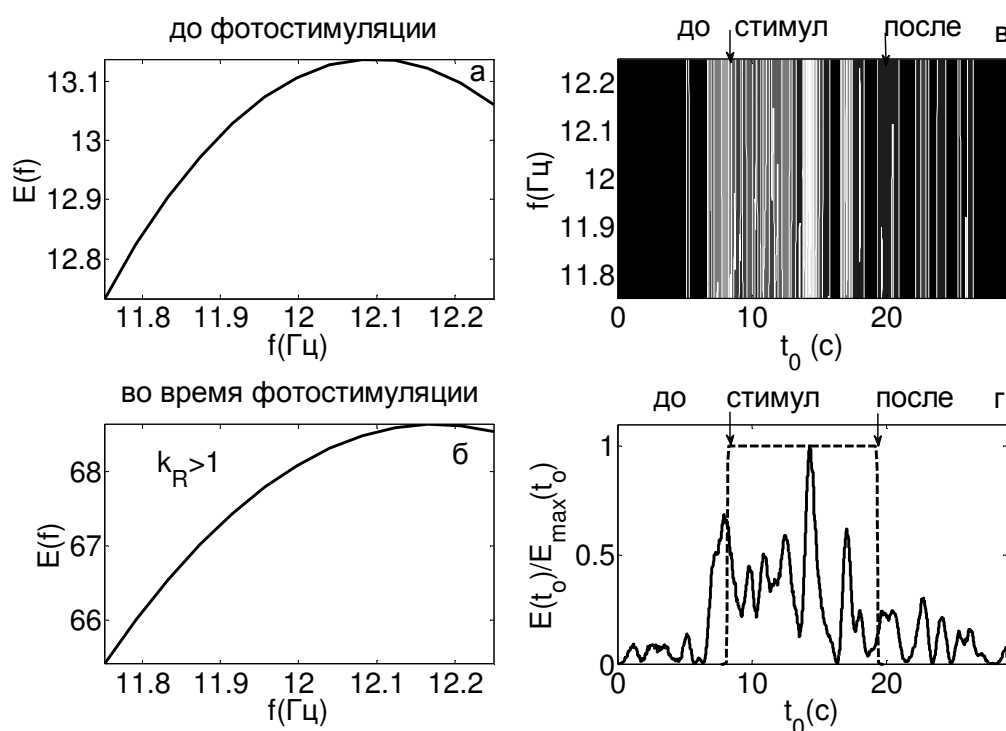 до фотостимуляции
а
13.1
13
12.9
12.8
E(f)
11.8 11.9 12 12.1 12.2
f(Гц)
до стимул после в
12.2
12.1
12
11.9
11.8
f(Гц)
0 10 20
t0 (с)
во время фотостимуляции
б
kR>1
68
67
66
E(f)
11.8 11.9 12 12.1 12.2
f(Гц)
до стимул после г
1
0.5
0
E(t0)/Emax(t0)
0 10 20
t0(с)